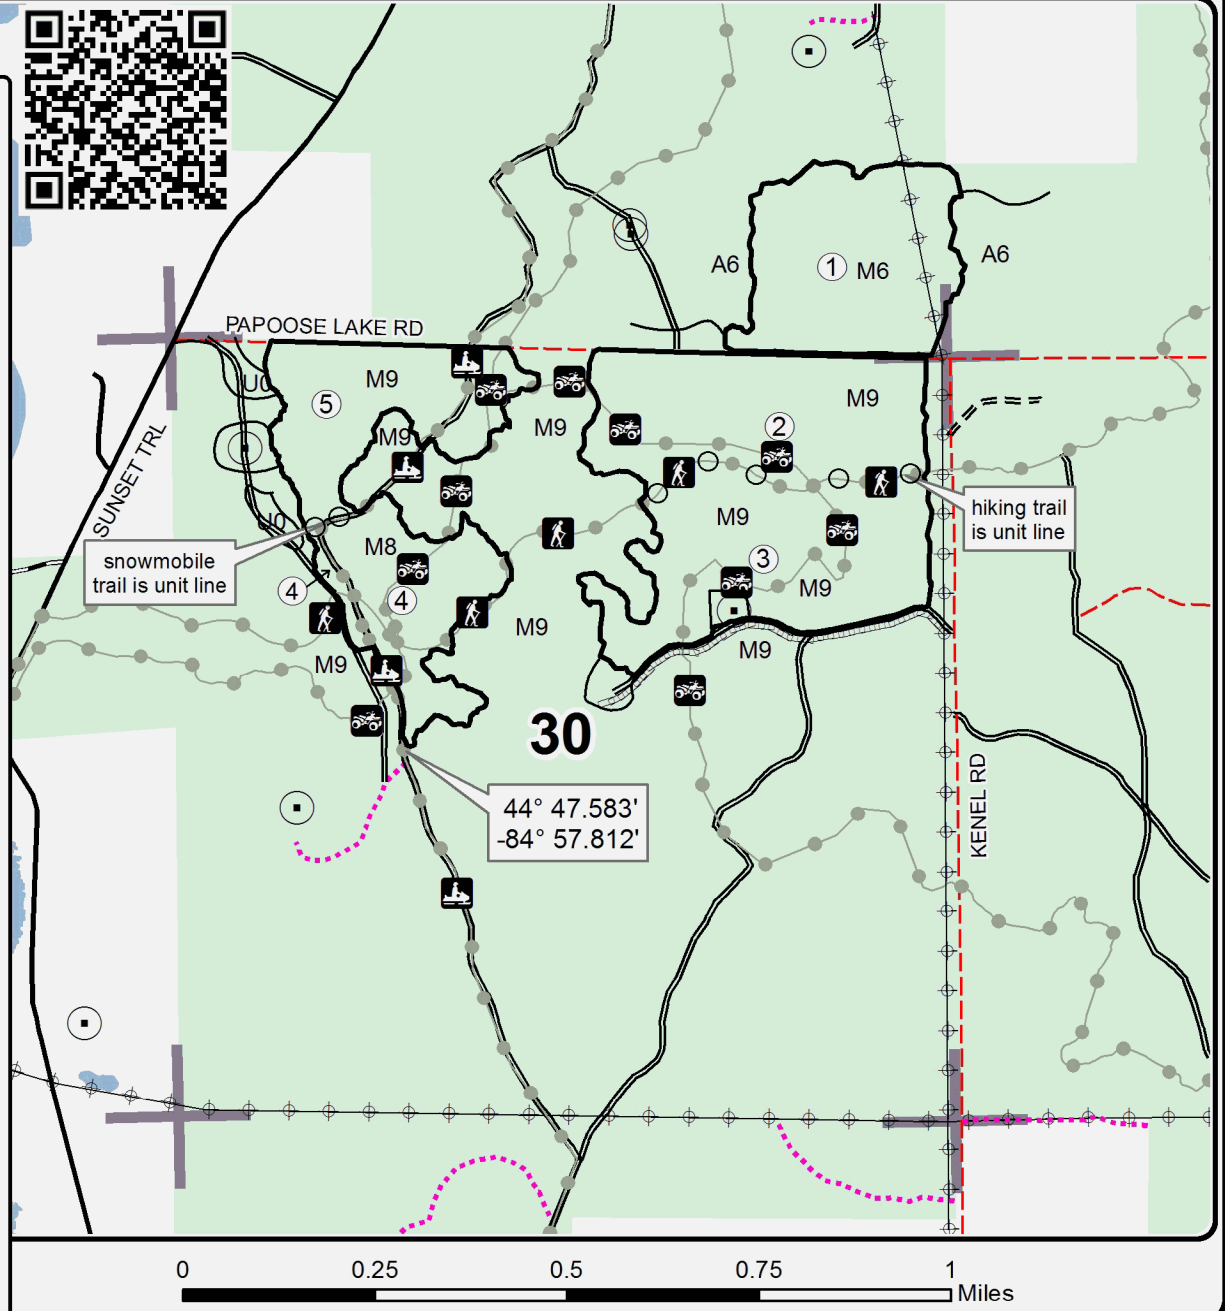 A6
1
M6
A6
PAPOOSE LAKE RD
U0
M9
5
M9
M9
M9
2
SUNSET TRL
U0
M9
hiking trail
is unit line
snowmobile
trail is unit line
M8
3
4
4
M9
M9
M9
M9
30
44° 47.583'
-84° 57.812'
KENEL RD
0
0.25
0.5
0.75
1
Miles